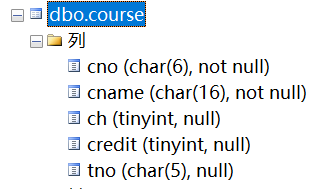 dbo.course
列
cno (char(6), not null)
cname (char(16), not null)
ch (tinyint, null)
credit (tinyint, null)
tno (char(5), null)